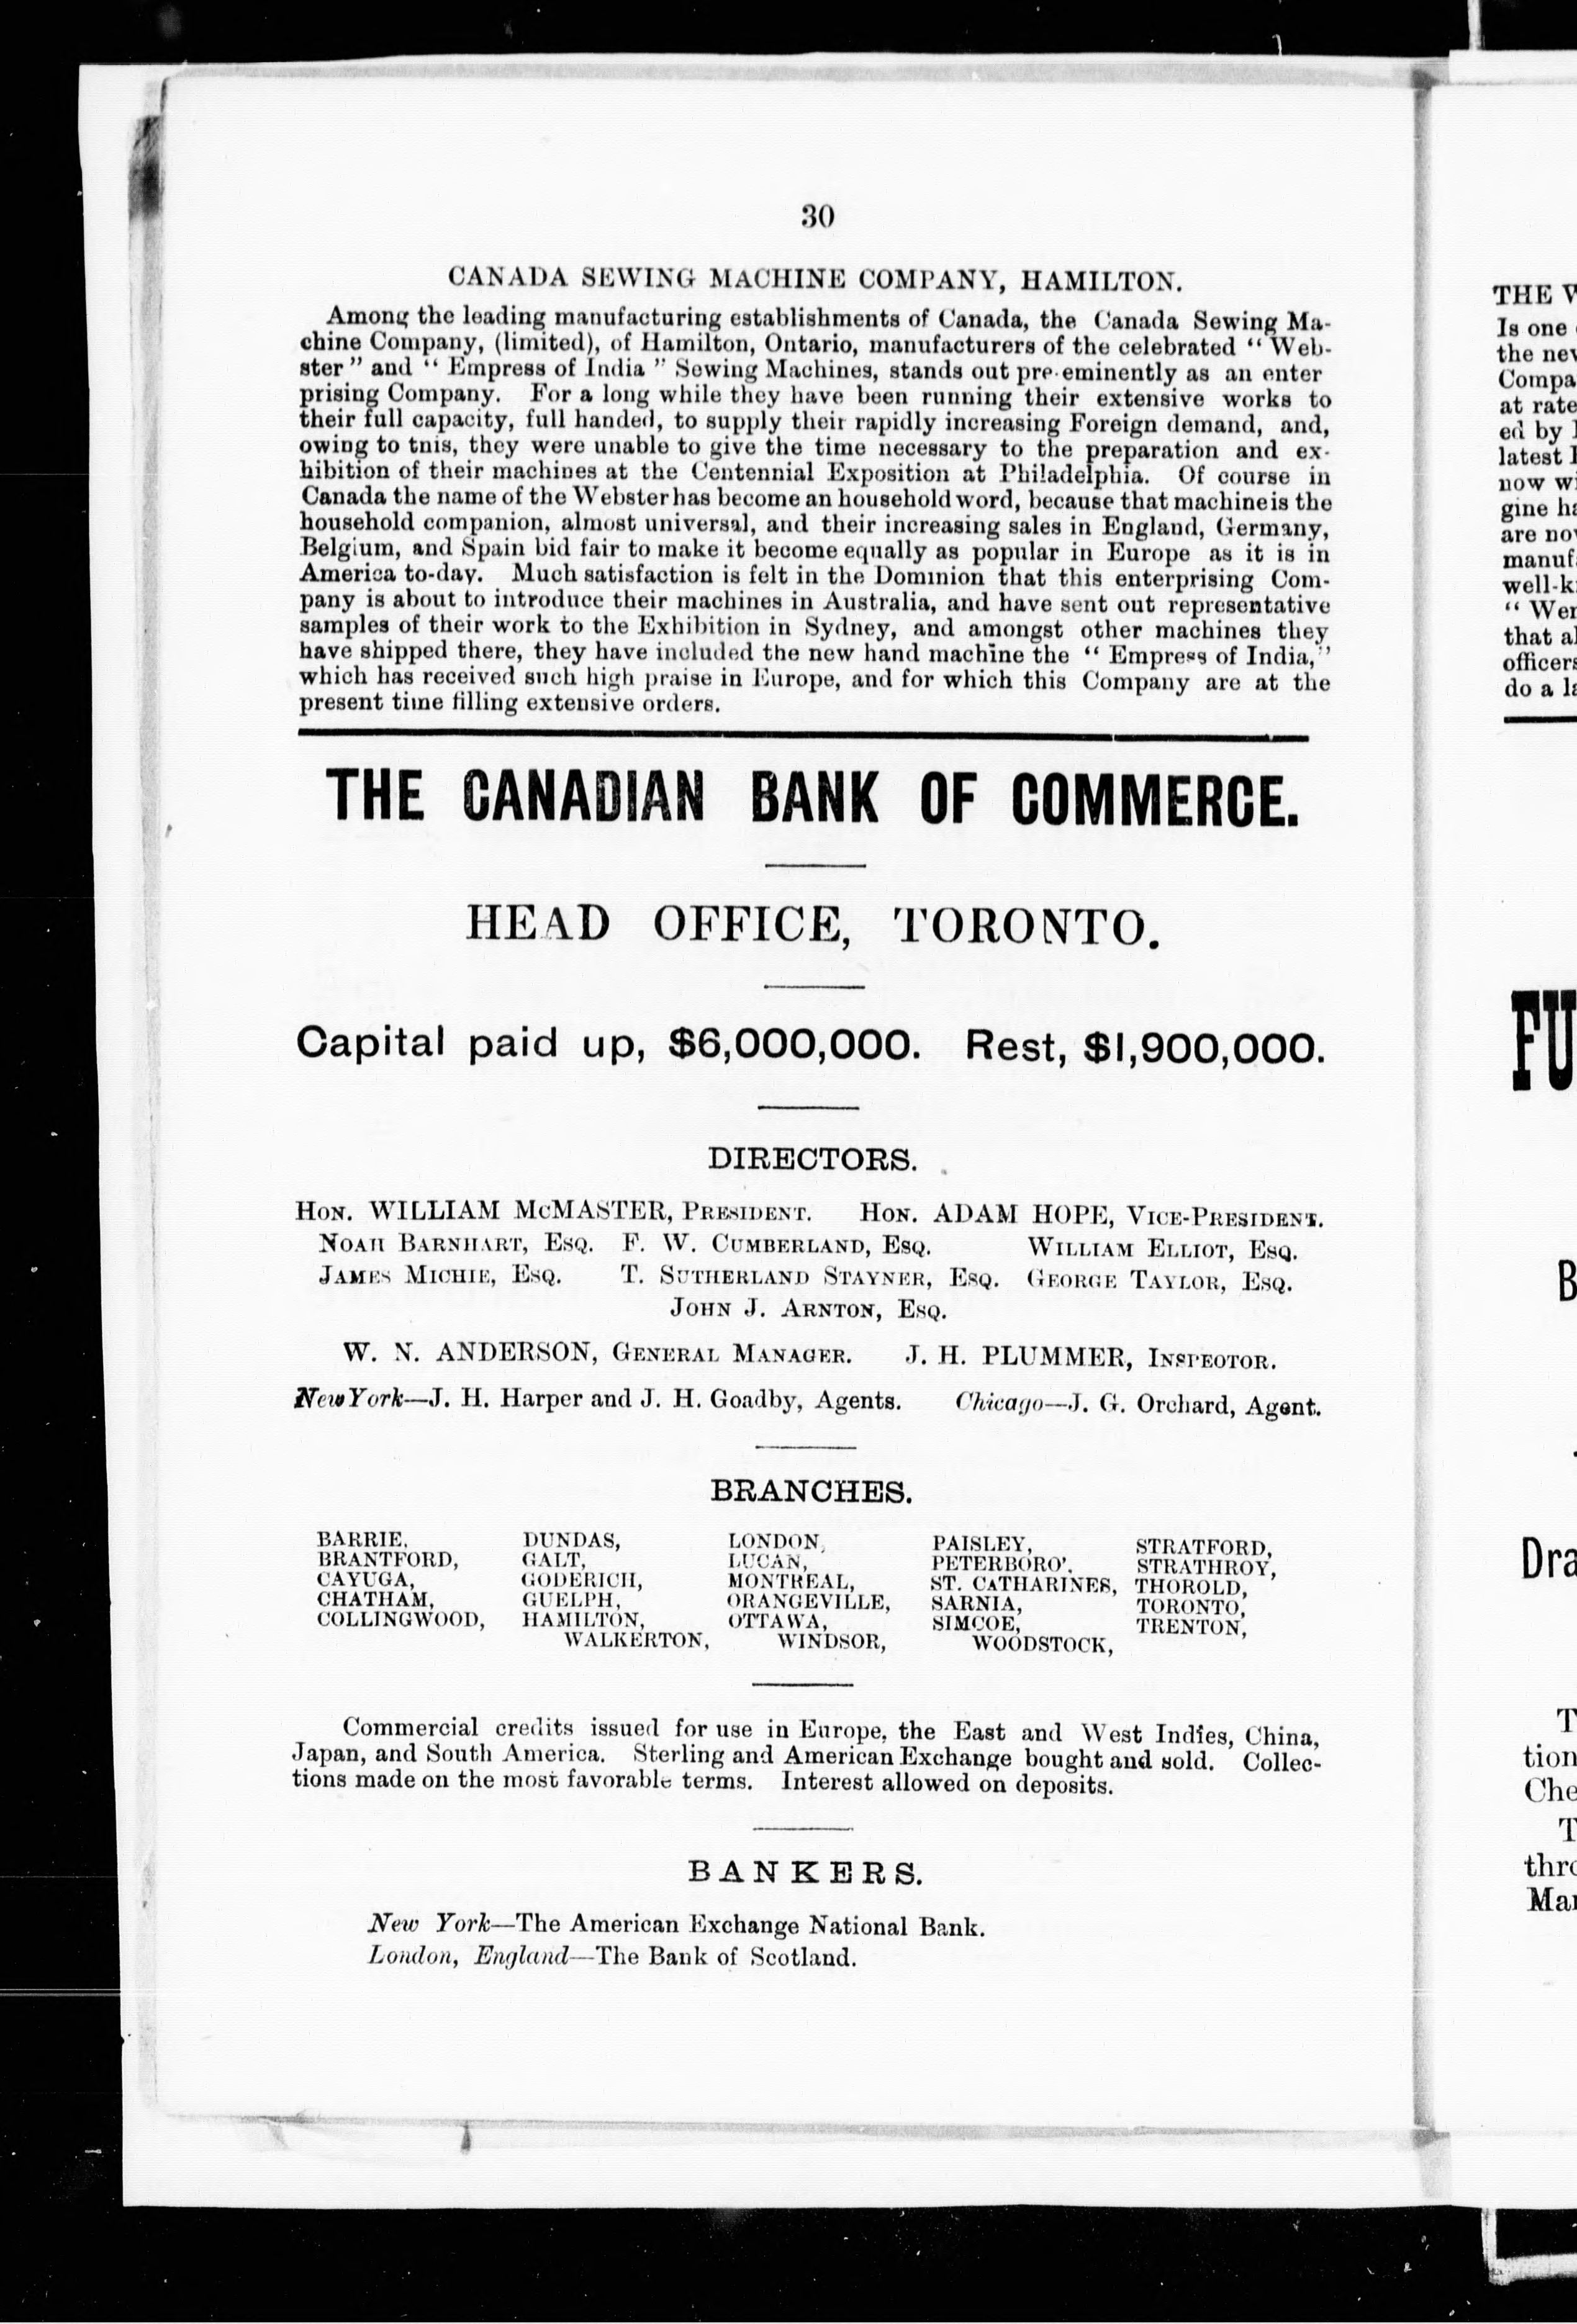 30
CANADA SEWING MACHINE COMPANY, HAMILTON.
Among the leading manufacturing establishments of Canada, the Canada Sewing Ma-
chine Company, (limited), of Hamilton, Ontario, manufacturers of the celebrated “ Web-
ster ” and “ Empress of India ” Sewing Machines, stands out pre-eminently as an enter
prising Company. For a long while they have been running their extensive works to
their full capacity, full handed, to supply their rapidly increasing Foreign demand, and,
owing to tnis, they were unable to give the time necessary to the preparation and ex-
hibition of their machines at the Centennial Exposition at Philadelphia. Of course in
Canada the name of the Webster has become an household word, because that machine is the
household companion, almost universal, and their increasing sales in England, Germany,
Belgium, and Spain bid fair to make it become equally as popular in Europe as it is in
America to-day. Much satisfaction is felt in the Dominion that this enterprising Com-
pany is about to introduce their machines in Australia, and have sent out representative
samples of their work to the Exhibition in Sydney, and amongst other machines they
have shipped there, they have included the new hand machine the “ Empress of India,”
which has received such high praise in Europe, and for which this Company are at the
present time filling extensive orders.
THE CANADIAN BANK OF COMMERCE.
HEAD OFFICE, TORONTO.
Capital paid up, $6,000,000. Rest, $1,900,000.
DIRECTORS.
HON. WILLIAM McMASTER, PRESIDENT. HON. ADAM HOPE, VICE-PRESIDENT.
NOAH BARNHART, ESQ. F. W. CUMBERLAND, ESQ. WILLIAM ELLIOT, ESQ.
JAMES MICHIE, ESQ. T. SUTHERLAND STAYNER, ESQ. GEORGE TAYLOR, ESQ.
JOHN J. ARNTON, ESQ.
W. N. ANDERSON, GENERAL MANAGER. J. H. PLUMMER, INSPECTOR.
New York—J. H. Harper and J. H. Goadby, Agents. Chicago—J. G. Orchard, Agent.
BRANCHES.
BARRIE, DUNDAS, LONDON, PAISLEY, STRATFORD,
BRANTFORD, GALT, LUCAN, PETERBORO'. STRATHROY,
CAYUGA, GODERICH, MONTREAL, ST. CATHARINES, THOROLD,
CHATHAM, GUELPH, ORANGEVILLE, SARNIA, TORONTO,
COLLINGWOOD, HAMILTON, OTTAWA, SIMCOE, TRENTON,
WALKERTON, WINDSOR, WOODSTOCK,
Commercial credits issued for use in Europe, the East and West Indies, China,
Japan, and South America. Sterling and American Exchange bought and sold. Collec-
tions made on the most favorable terms. Interest allowed on deposits.
BANKERS.
New York—The American Exchange National Bank.
London, England—The Bank of Scotland.
THE
Is one
the
at rate
ed by
latest
now
gine
are
“
that
do a
FU
B
Dra
T
tion
Che
T